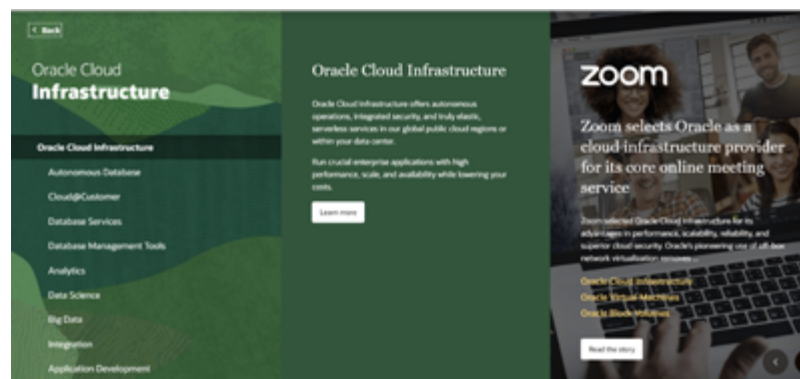 < Back
Oracle Cloud
Infrastructure
Oracle Cloud Infrastructure
Autonomous Database
Cloud@Customer
Database Services
Database Management Tools
Analytics
Data Science
Big Data
Integration
Application Development
Oracle Cloud Infrastructure
Oracle Cloud Infrastructure offers autonomous
operations, integrated security, and truly elastic,
serverless services in our global public cloud regions or
within your data center.
Run crucial enterprise applications with high
performance, scale, and availability while lowering your
costs.
Learn more
zoom
Zoom selects Oracle as a
cloud infrastructure provider
for its core online meeting
service
Zoom selected Oracle Cloud Infrastructure for its
advantages in performance, scalability, reliability, and
superior cloud security. Oracle's pioneering use of off-box
network virtualization removes ...
Oracle Cloud Infrastructure
Oracle Virtual Machines
Oracle Block Volumes
Read the story